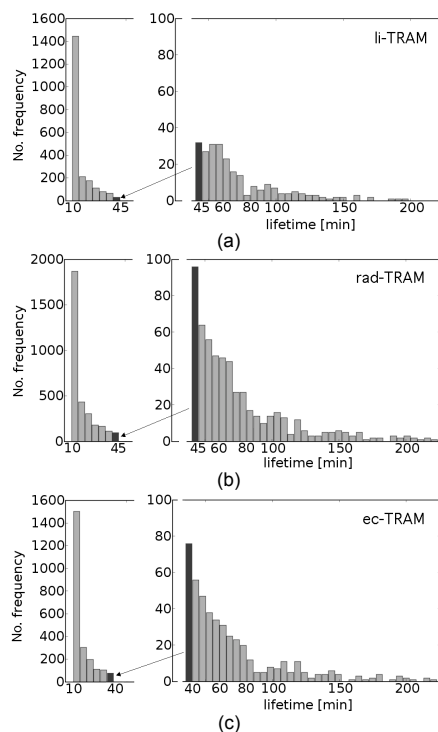 1600
1400
1200
1000
800
600
400
200
0
No. frequency
10 45
100
80
60
40
20
0
li-TRAM
45 60 80 100 150 200
lifetime [min]
(a)
2000
1500
1000
500
0
No. frequency
10 45
100
80
60
40
20
0
rad-TRAM
45 60 80 100 150 200
lifetime [min]
(b)
1600
1400
1200
1000
800
600
400
200
0
No. frequency
10 40
100
80
60
40
20
0
ec-TRAM
40 60 80 100 150 200
lifetime [min]
(c)